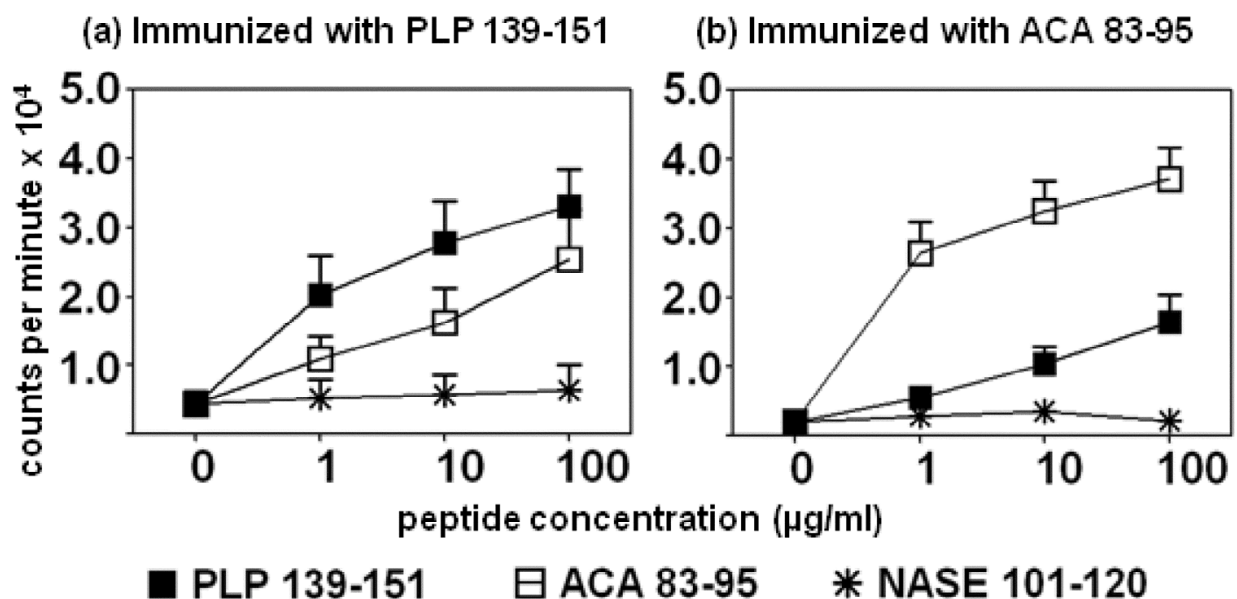 (a) Immunized with PLP 139-151
(b) Immunized with ACA 83-95
counts per minute x 10⁴
5.0
4.0
3.0
2.0
1.0
0 1 10 100
5.0
4.0
3.0
2.0
1.0
0 1 10 100
peptide concentration (µg/ml)
PLP 139-151 ACA 83-95 NASE 101-120